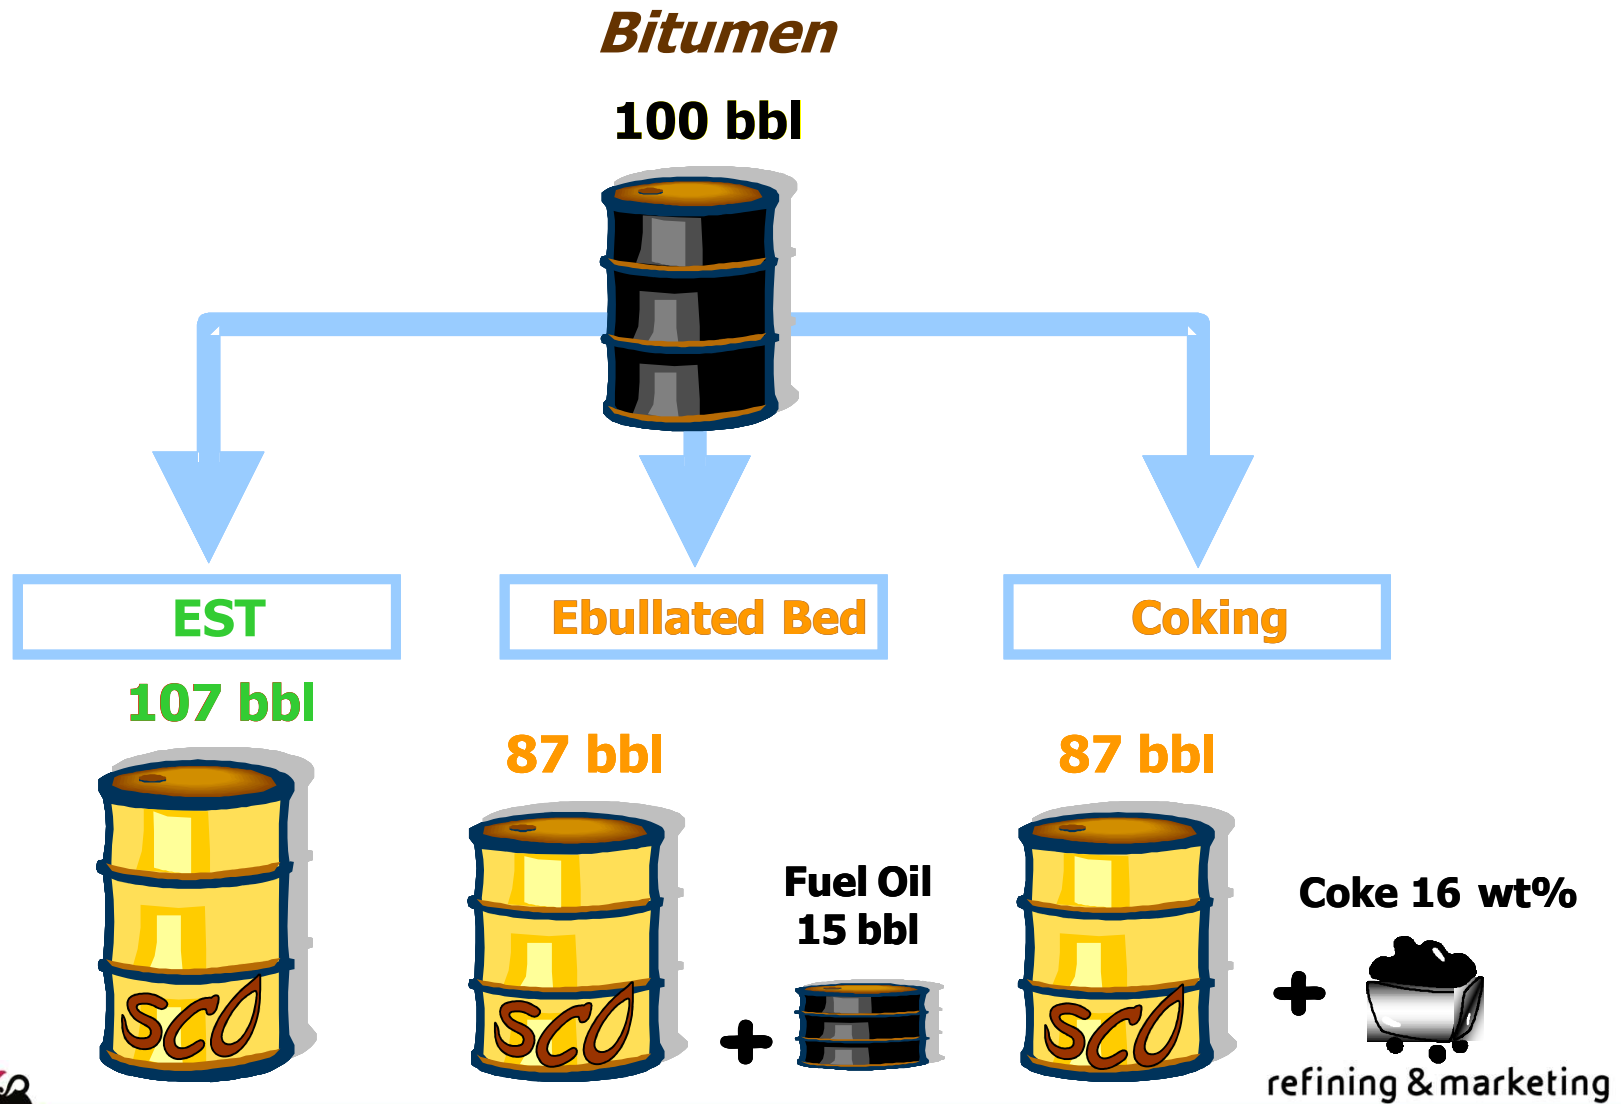 Bitumen
100 bbl
EST
Ebullated Bed
Coking
107 bbl
87 bbl
87 bbl
Fuel Oil
15 bbl
Coke 16 wt%
SCO
SCO
SCO
refining & marketing